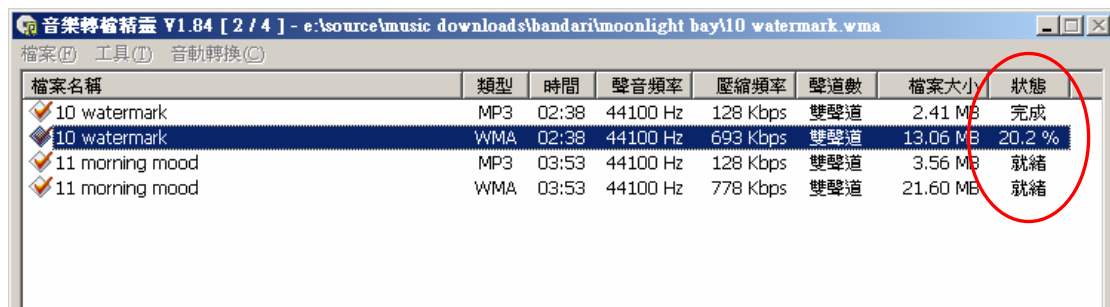 音樂轉檔精靈 V1.84 [ 2 / 4 ] - e:\source\music downloads\bandari\moonlight bay\10 watermark.wma
檔案(F) 工具(T) 音軌轉換(C)
檔案名稱 類型 時間 聲音頻率 壓縮頻率 聲道數 檔案大小 狀態
10 watermark MP3 02:38 44100 Hz 128 Kbps 雙聲道 2.41 MB 完成
10 watermark WMA 02:38 44100 Hz 693 Kbps 雙聲道 13.06 MB 20.2 %
11 morning mood MP3 03:53 44100 Hz 128 Kbps 雙聲道 3.56 MB 就緒
11 morning mood WMA 03:53 44100 Hz 778 Kbps 雙聲道 21.60 MB 就緒